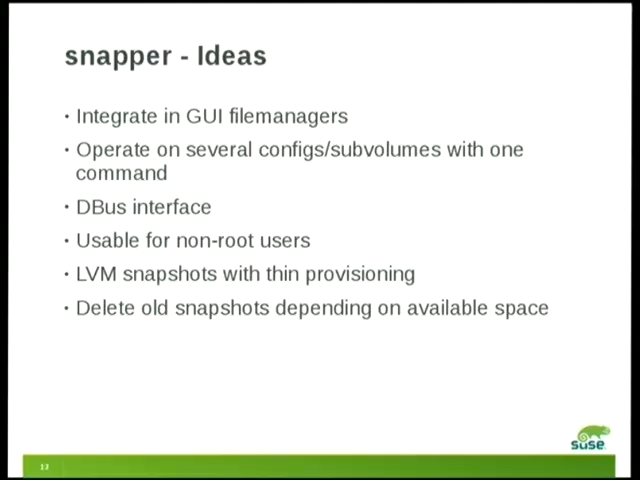 snapper - Ideas
• Integrate in GUI filemanagers
• Operate on several configs/subvolumes with one
command
• DBus interface
• Usable for non-root users
• LVM snapshots with thin provisioning
• Delete old snapshots depending on available space
SUSE
13